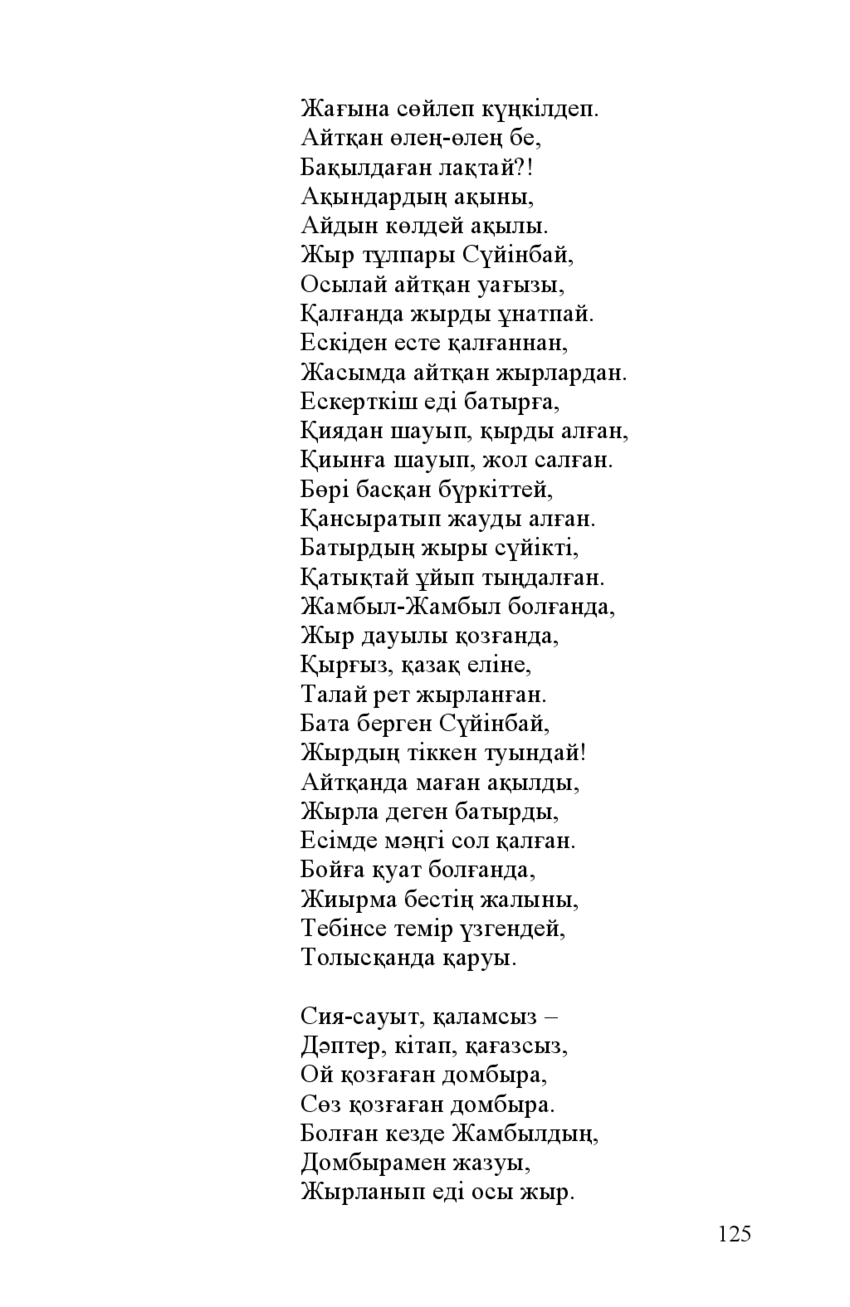 Жағына сөйлеп күңкілдеп.
Айтқан өлең-өлең бе,
Бақылдаған лақтай?!
Ақындардың ақыны,
Айдын көлдей ақылы.
Жыр тұлпары Сүйінбай,
Осылай айтқан уағызы,
Қалғанда жырды ұнатпай.
Ескіден есте қалғаннан,
Жасымда айтқан жырлардан.
Ескерткіш еді батырға,
Қиядан шауып, қырды алған,
Қиынға шауып, жол салған.
Бөрі басқан бүркіттей,
Қансыратып жауды алған.
Батырдың жыры сүйікті,
Қатықтай ұйып тыңдалған.
Жамбыл-Жамбыл болғанда,
Жыр дауылы қозғанда,
Қырғыз, қазақ еліне,
Талай рет жырланған.
Бата берген Сүйінбай,
Жырдың тіккен туындай!
Айтқанда маған ақылды,
Жырла деген батырды,
Есімде мәңгі сол қалған.
Бойға қуат болғанда,
Жиырма бестің жалыны,
Тебінсе темір үзгендей,
Толысқанда қаруы.
Сия-сауыт, қаламсыз –
Дәптер, кітап, қағазсыз,
Ой қозғаған домбыра,
Сөз қозғаған домбыра.
Болған кезде Жамбылдың,
Домбырамен жазуы,
Жырланып еді осы жыр.
125